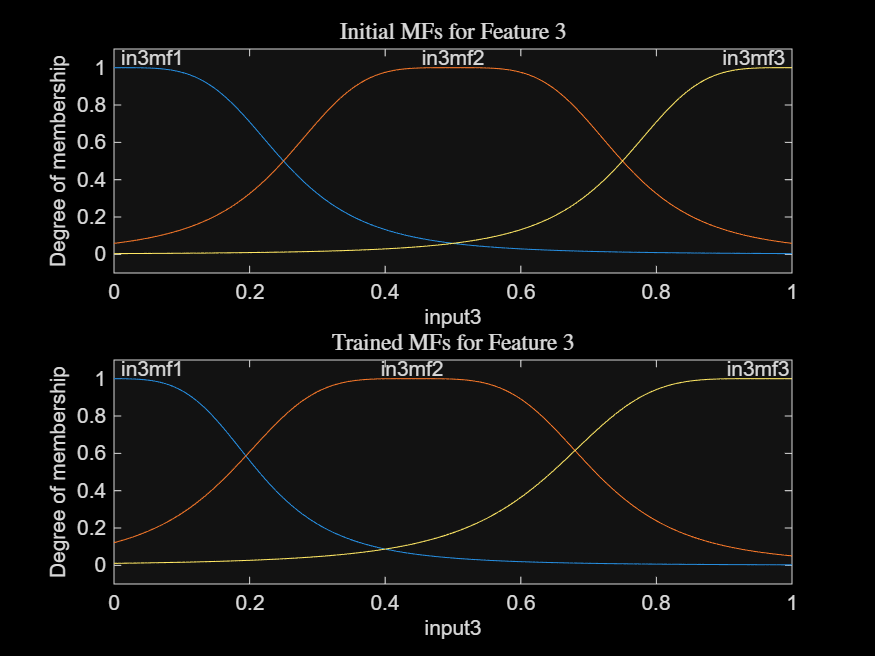 Initial MFs for Feature 3
in3mf1 in3mf2 in3mf3
Degree of membership
1
0.8
0.6
0.4
0.2
0
0 0.2 0.4 0.6 0.8 1
input3
Trained MFs for Feature 3
in3mf1 in3mf2 in3mf3
Degree of membership
1
0.8
0.6
0.4
0.2
0
0 0.2 0.4 0.6 0.8 1
input3